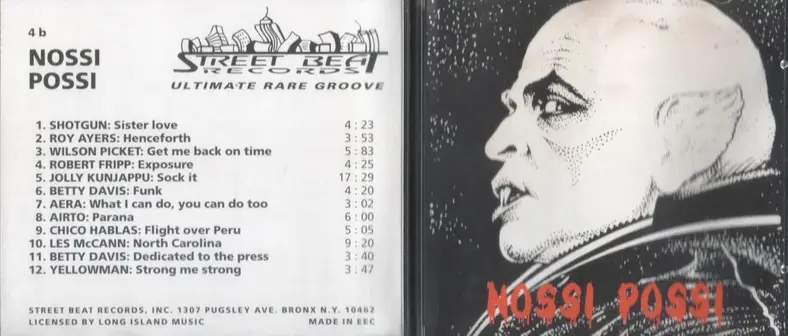 4 b
NOSSI
POSSI
STREET BEAT
RECORDS
ULTIMATE RARE GROOVE
1. SHOTGUN: Sister love 4 : 23
2. ROY AYERS: Henceforth 3 : 53
3. WILSON PICKET: Get me back on time 5 : 83
4. ROBERT FRIPP: Exposure 4 : 25
5. JOLLY KUNJAPPU: Sock it 17 : 29
6. BETTY DAVIS: Funk 4 : 20
7. AERA: What I can do, you can do too 3 : 02
8. AIRTO: Parana 6 : 00
9. CHICO HABLAS: Flight over Peru 5 : 05
10. LES McCANN: North Carolina 9 : 20
11. BETTY DAVIS: Dedicated to the press 3 : 40
12. YELLOWMAN: Strong me strong 3 : 47
STREET BEAT RECORDS, INC. 1307 PUGSLEY AVE. BRONX N.Y. 10462
LICENSED BY LONG ISLAND MUSIC MADE IN EEC
NOSSI POSSI